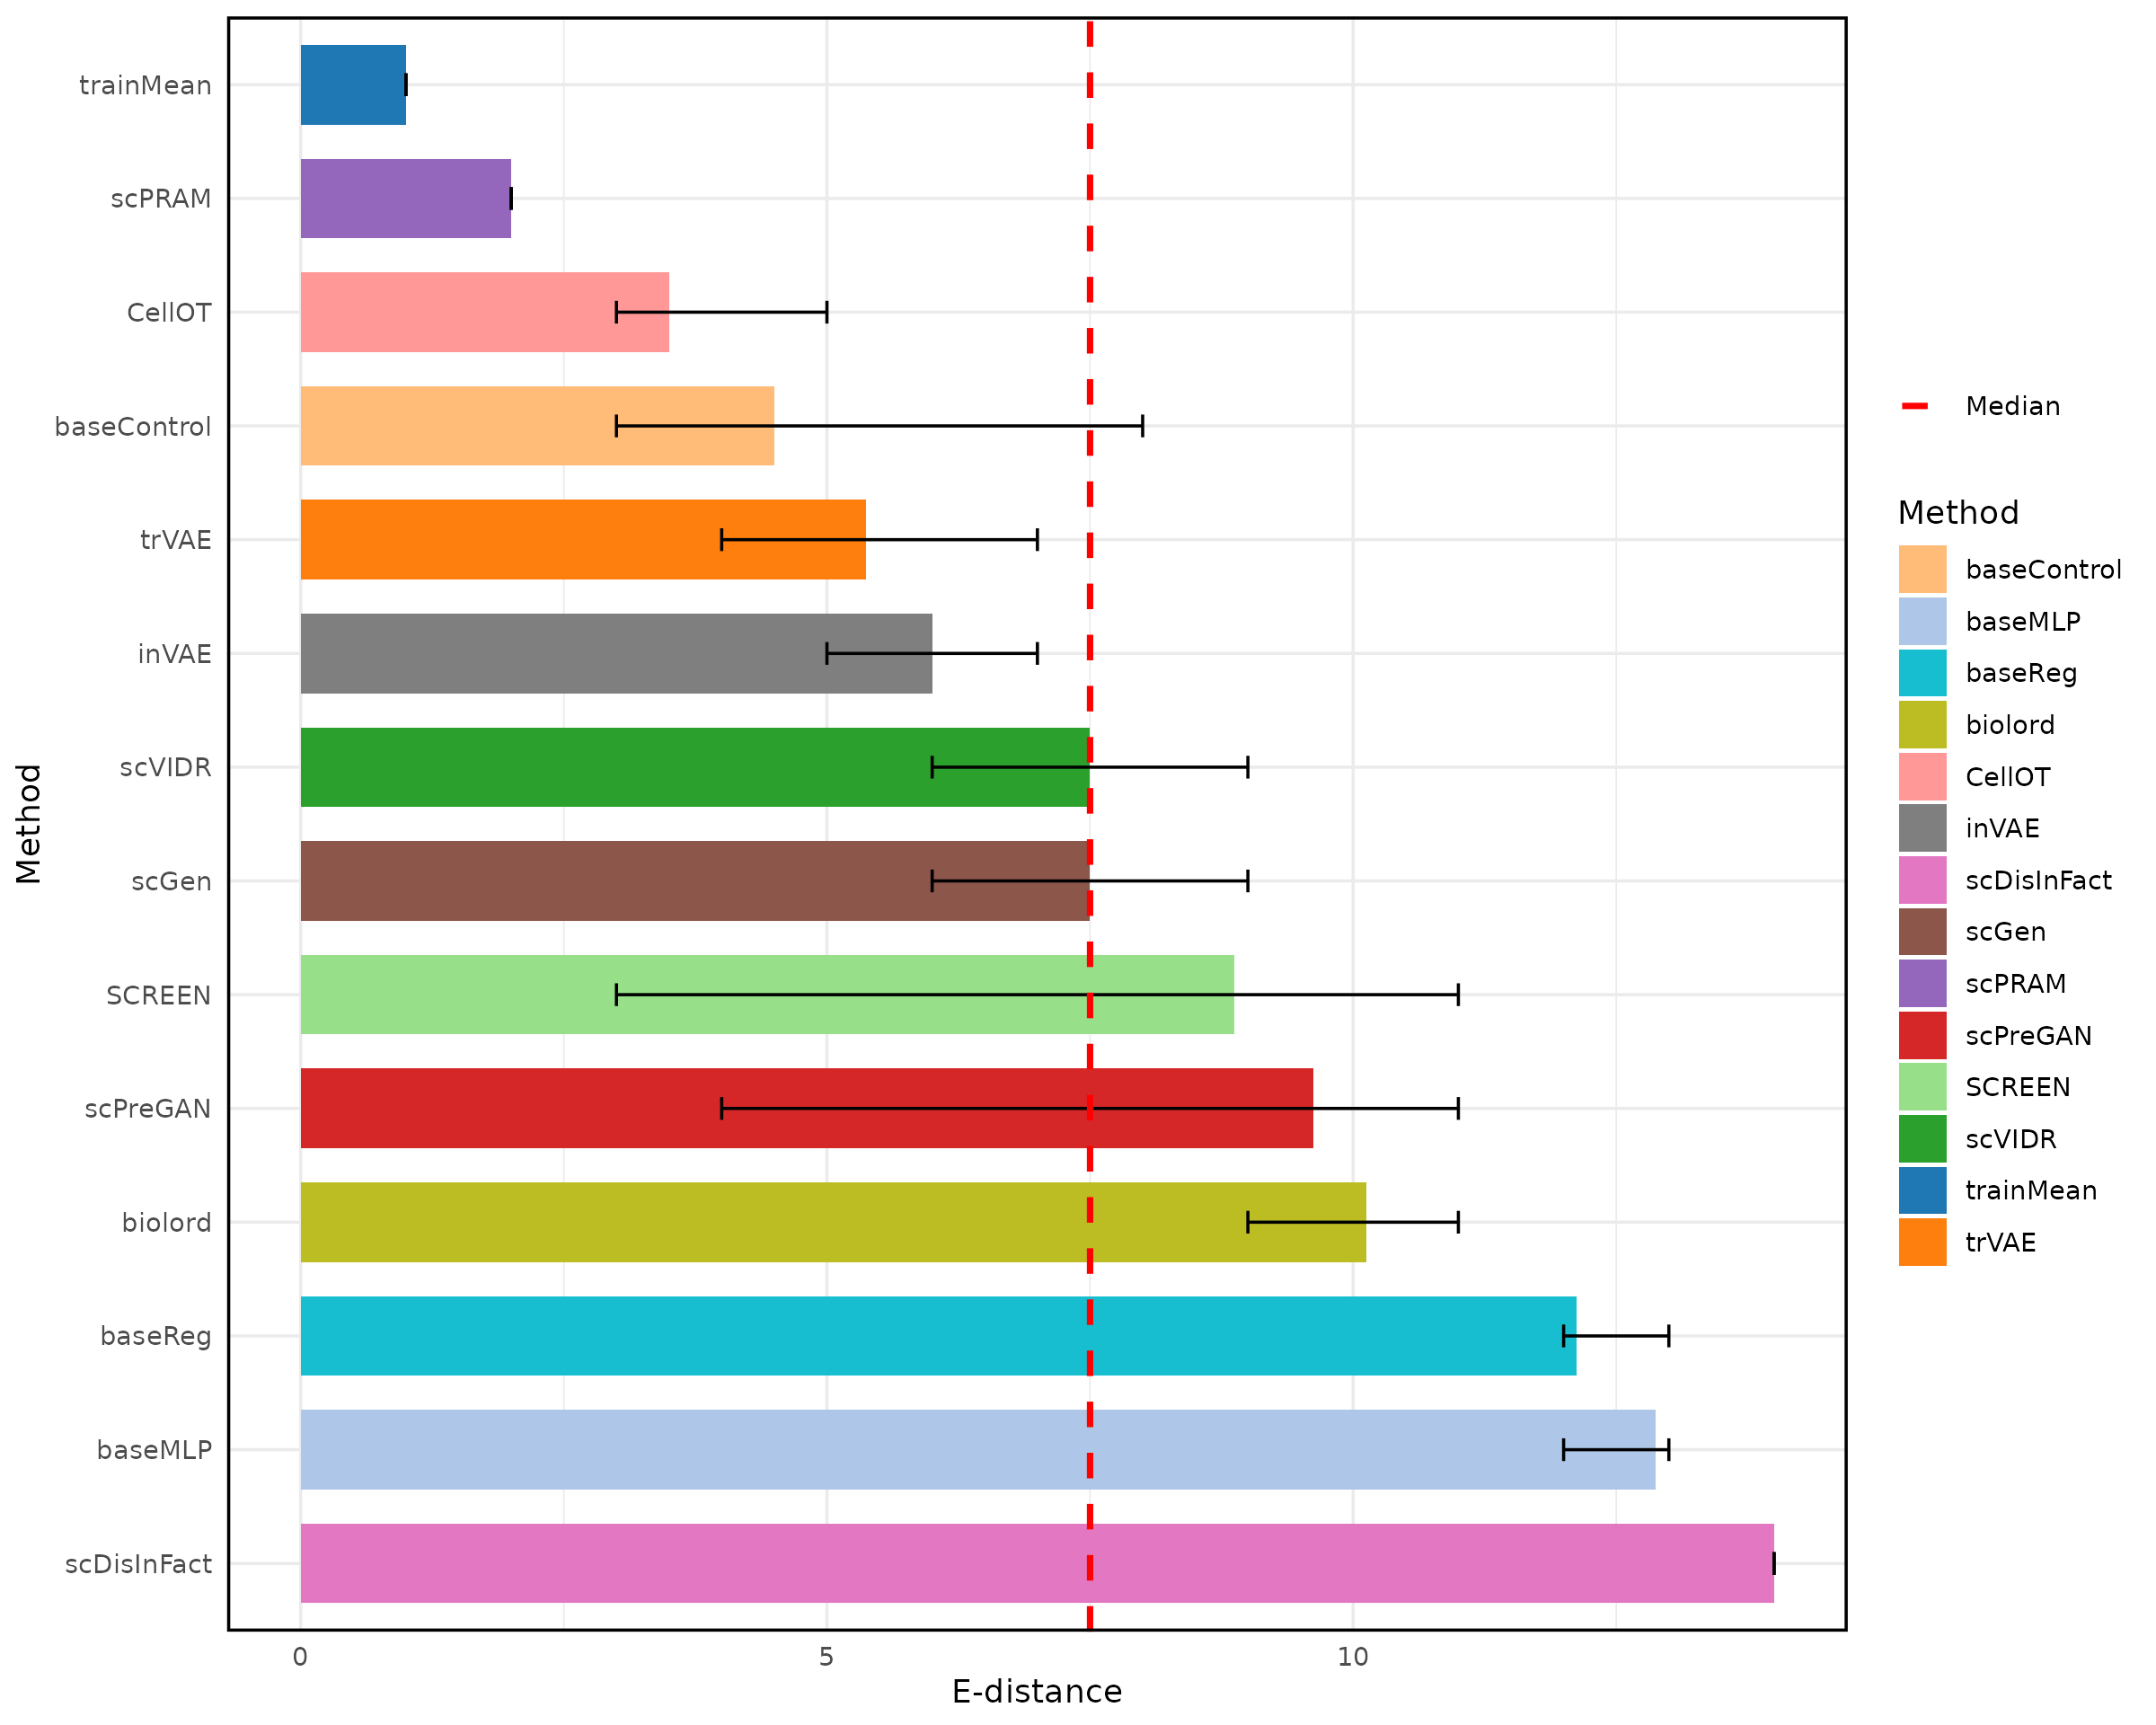 trainMean
scPRAM
CellOT
baseControl
trVAE
inVAE
scVIDR
scGen
SCREEN
scPreGAN
biolord
baseReg
baseMLP
scDisInFact
Method
0 5 10
E-distance
Median
Method
baseControl
baseMLP
baseReg
biolord
CellOT
inVAE
scDisInFact
scGen
scPRAM
scPreGAN
SCREEN
scVIDR
trainMean
trVAE